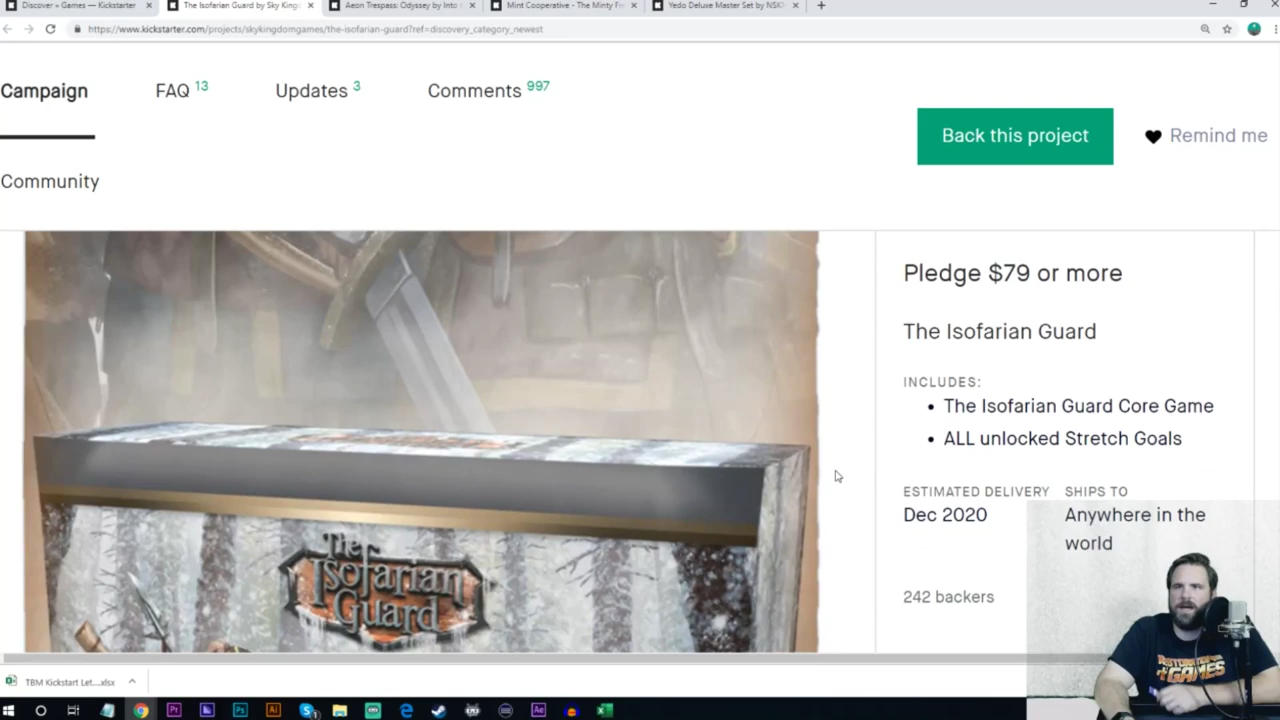 Discover » Games — Kickstarter
The Isofarian Guard by Sky King
Aeon Trespass: Odyssey by Into
Mint Cooperative - The Minty Fr
Yedo Deluxe Master Set by NSK
https://www.kickstarter.com/projects/skykingdomgames/the-isofarian-guard?ref=discovery_category_newest
Campaign
FAQ 13
Updates 3
Comments 997
Back this project
Remind me
Community
Pledge $79 or more
The Isofarian Guard
INCLUDES:
• The Isofarian Guard Core Game
• ALL unlocked Stretch Goals
ESTIMATED DELIVERY
SHIPS TO
Dec 2020
Anywhere in the
world
242 backers
The
Isofarian
Guard
TBM Kickstart Let....xlsx
RESTORATION
GAMES